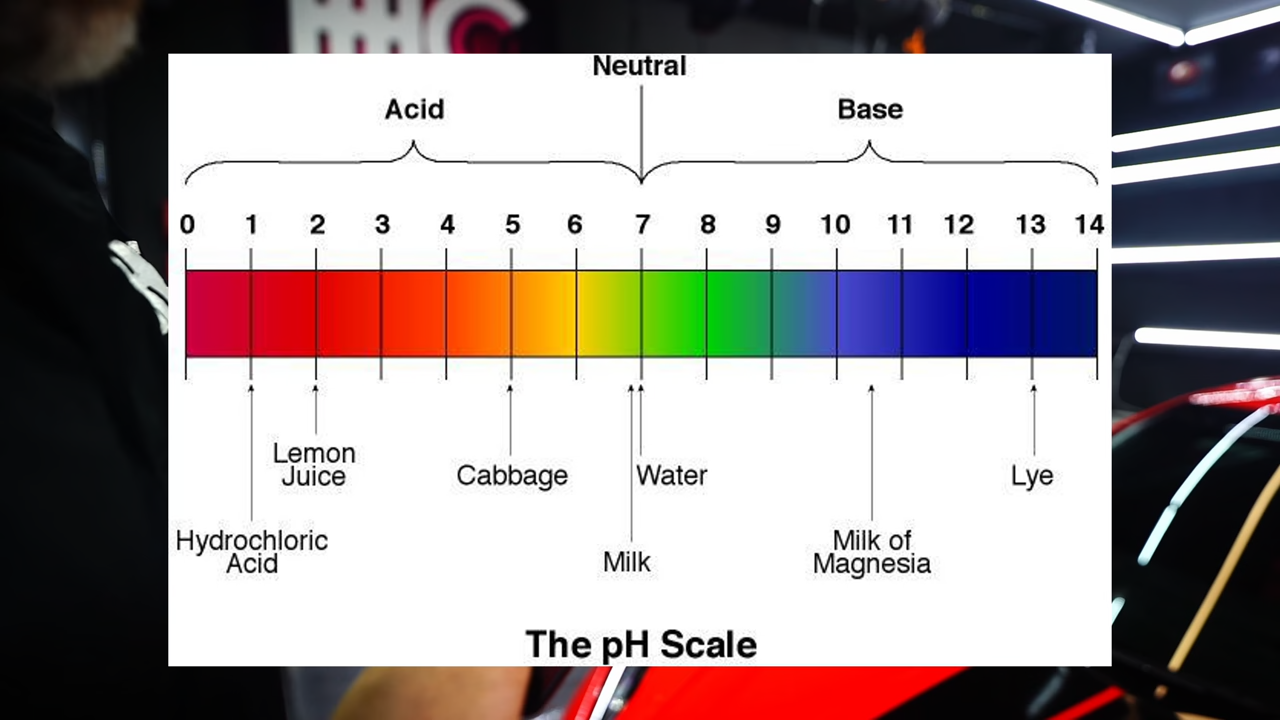 Neutral
Acid
Base
0 1 2 3 4 5 6 7 8 9 10 11 12 13 14
Lemon
Juice
Cabbage
Water
Lye
Hydrochloric
Acid
Milk
Milk of
Magnesia
The pH Scale